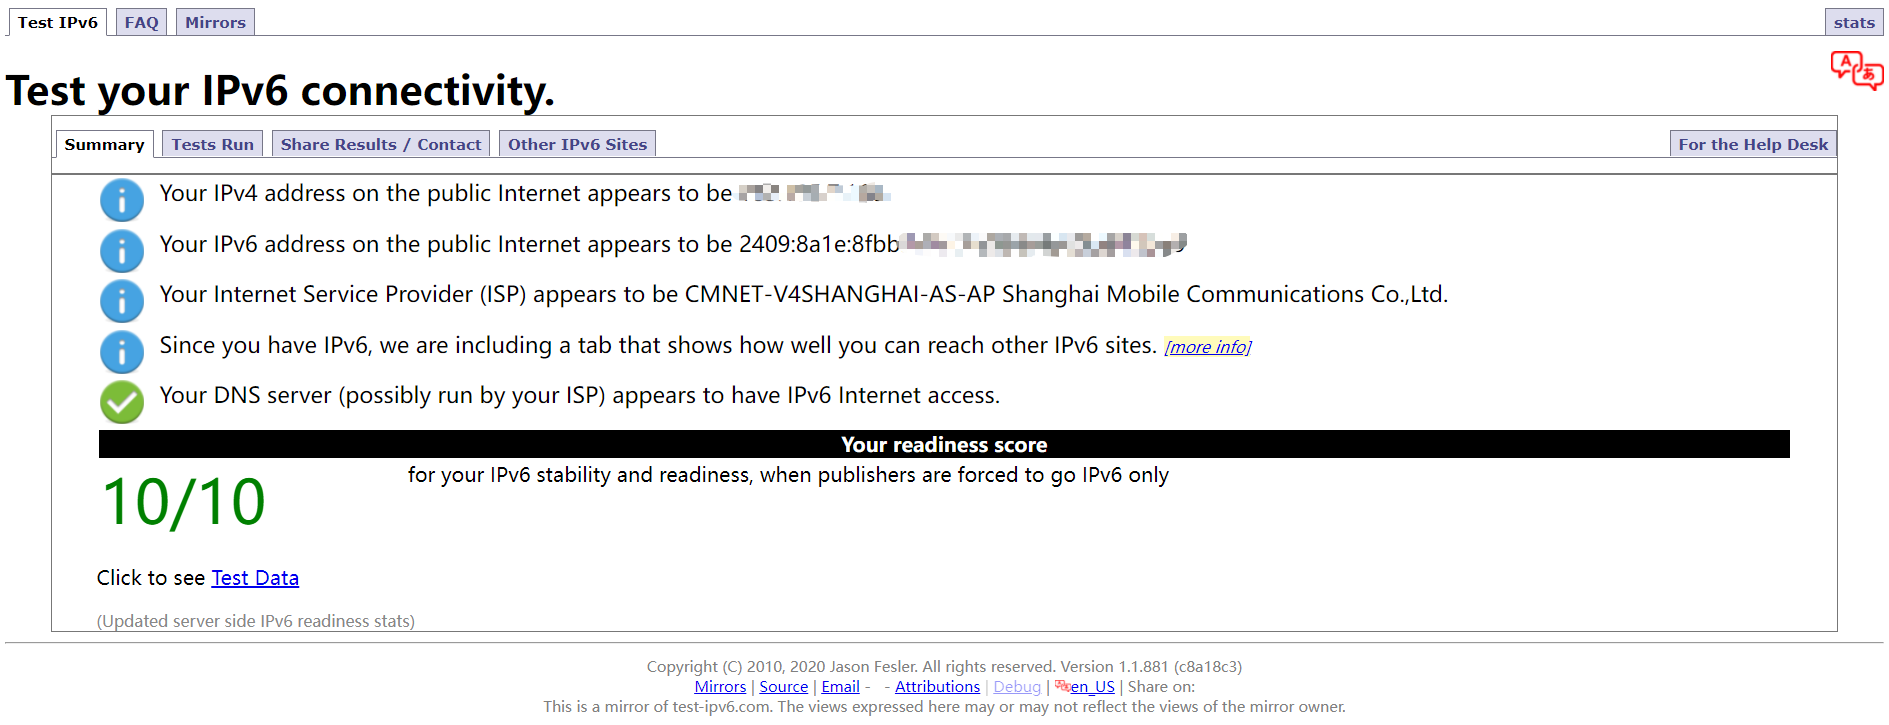 Test IPv6 FAQ Mirrors stats
Test your IPv6 connectivity.
Summary Tests Run Share Results / Contact Other IPv6 Sites For the Help Desk
Your IPv4 address on the public Internet appears to be
Your IPv6 address on the public Internet appears to be 2409:8a1e:8fbb
Your Internet Service Provider (ISP) appears to be CMNET-V4SHANGHAI-AS-AP Shanghai Mobile Communications Co.,Ltd.
Since you have IPv6, we are including a tab that shows how well you can reach other IPv6 sites. [more info]
Your DNS server (possibly run by your ISP) appears to have IPv6 Internet access.
Your readiness score
10/10 for your IPv6 stability and readiness, when publishers are forced to go IPv6 only
Click to see Test Data
(Updated server side IPv6 readiness stats)
Copyright (C) 2010, 2020 Jason Fesler. All rights reserved. Version 1.1.881 (c8a18c3)
Mirrors | Source | Email - - Attributions | Debug | en_US | Share on:
This is a mirror of test-ipv6.com. The views expressed here may or may not reflect the views of the mirror owner.